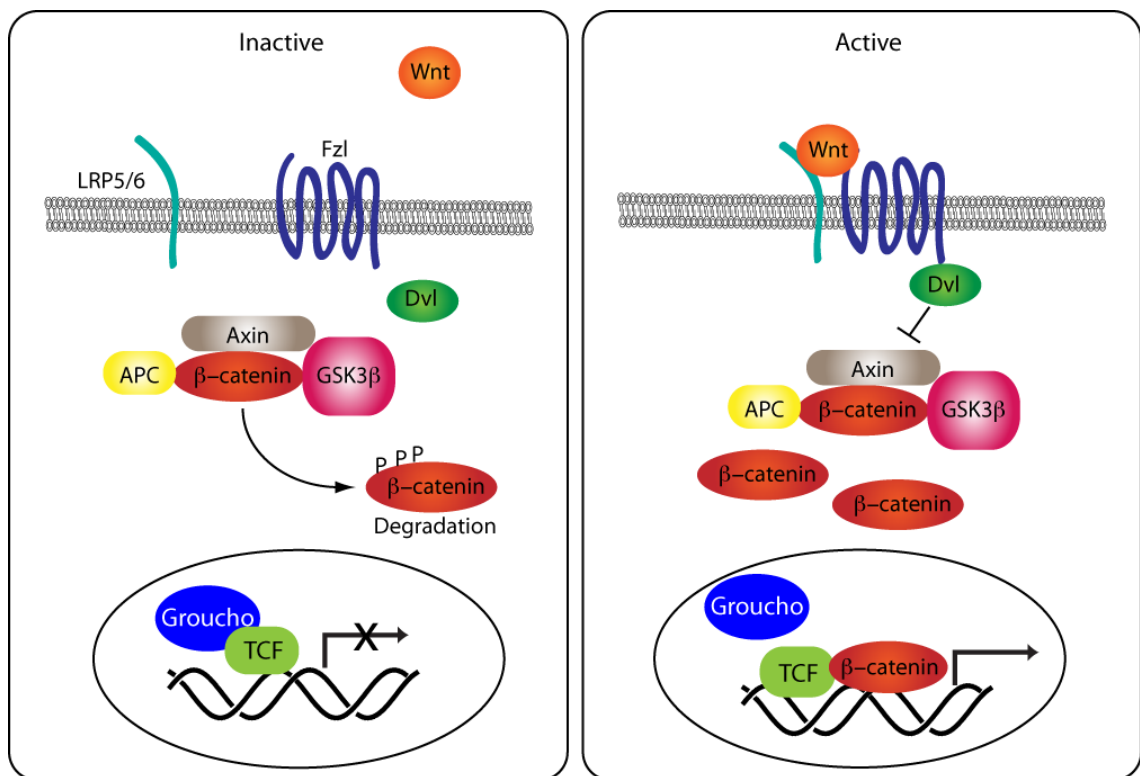 Inactive
Wnt
Fzl
LRP5/6
Dvl
Axin
APC
β-catenin
GSK3β
P P P
β-catenin
Degradation
Groucho
TCF
X
Active
Wnt
Dvl
Axin
APC
β-catenin
GSK3β
β-catenin
β-catenin
Groucho
TCF
β-catenin